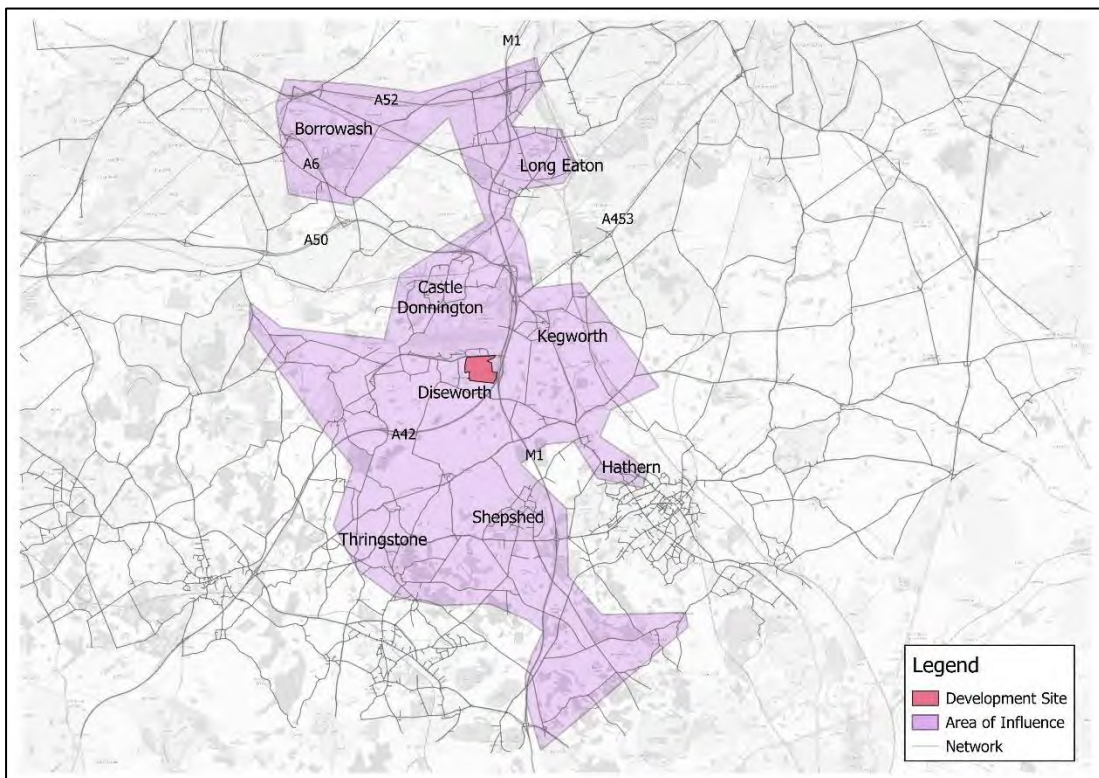 M1
A52
Borrowash
A6
Long Eaton
A453
A50
Castle
Donnington
Kegworth
Diseworth
A42
M1
Hathern
Shepshed
Thringstone
Legend
Development Site
Area of Influence
Network